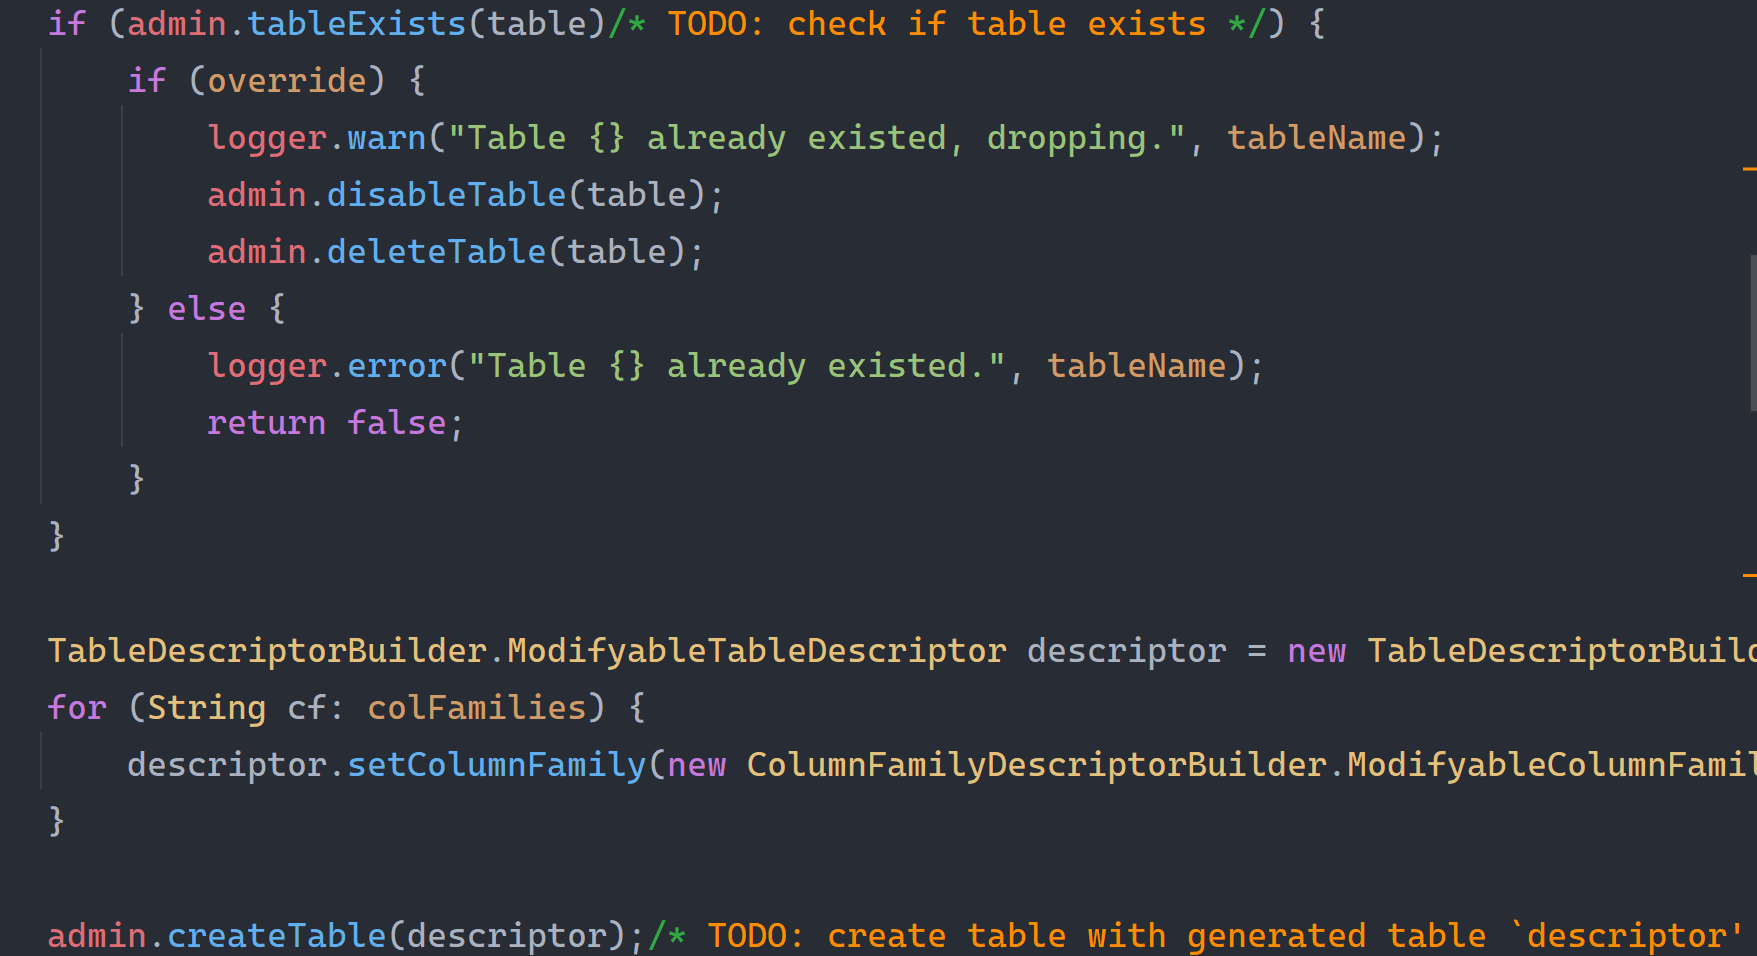 if (admin.tableExists(table)/* TODO: check if table exists */) {
if (override) {
logger.warn("Table {} already existed, dropping.", tableName);
admin.disableTable(table);
admin.deleteTable(table);
} else {
logger.error("Table {} already existed.", tableName);
return false;
}
}
TableDescriptorBuilder.ModifyableTableDescriptor descriptor = new TableDescriptorBuild
for (String cf: colFamilies) {
descriptor.setColumnFamily(new ColumnFamilyDescriptorBuilder.ModifyableColumnFamil
}
admin.createTable(descriptor);/* TODO: create table with generated table `descriptor'